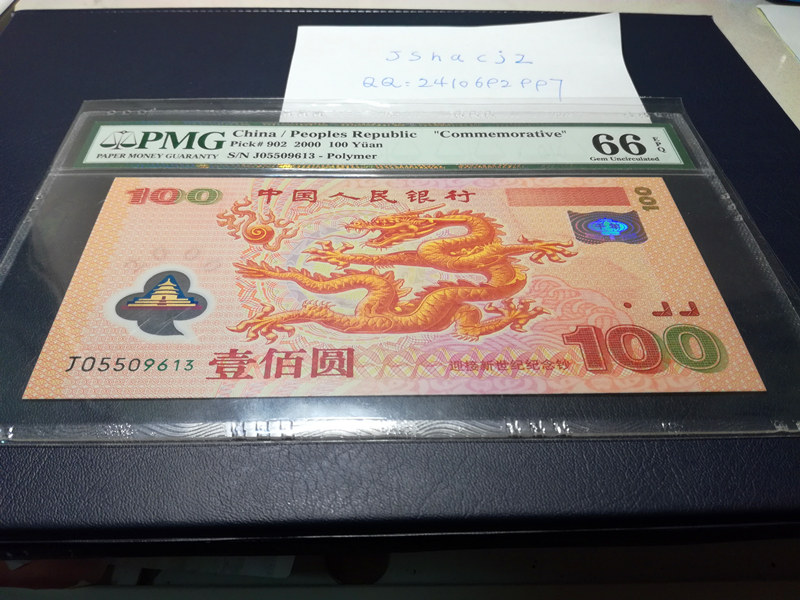 JShacjz
QQ:2410692997
PMG
PAPER MONEY GUARANTY
China / Peoples Republic "Commemorative"
Pick# 902 2000 100 Yüan
S/N J05509613 - Polymer
66 EPQ
Gem Uncirculated
100 中国人民银行 100
2000
J05509613
壹佰圆
迎接新世纪纪念钞
100